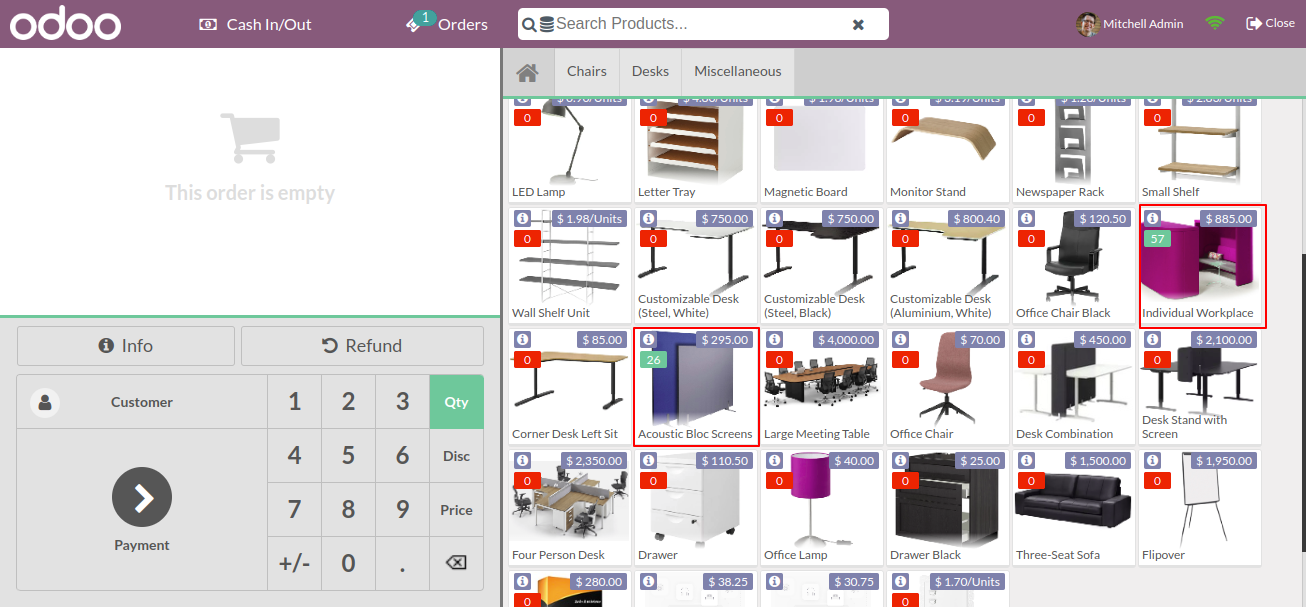 odoo
Cash In/Out
1
Orders
Search Products...
Mitchell Admin
Close
This order is empty
Info
Refund
Customer
Payment
1
2
3
Qty
4
5
6
Disc
7
8
9
Price
+/-
0
.
Chairs
Desks
Miscellaneous
0
LED Lamp
0
Letter Tray
0
Magnetic Board
0
Monitor Stand
0
Newspaper Rack
0
Small Shelf
$ 1.98/Units
0
Wall Shelf Unit
$ 750.00
0
Customizable Desk
(Steel, White)
$ 750.00
0
Customizable Desk
(Steel, Black)
$ 800.40
0
Customizable Desk
(Aluminium, White)
$ 120.50
0
Office Chair Black
$ 885.00
57
Individual Workplace
$ 85.00
0
Corner Desk Left Sit
$ 295.00
26
Acoustic Bloc Screens
$ 4,000.00
0
Large Meeting Table
$ 70.00
0
Office Chair
$ 450.00
0
Desk Combination
$ 2,100.00
0
Desk Stand with
Screen
$ 2,350.00
0
Four Person Desk
$ 110.50
0
Drawer
$ 40.00
0
Office Lamp
$ 25.00
0
Drawer Black
$ 1,500.00
0
Three-Seat Sofa
$ 1,950.00
0
Flipover
$ 280.00
0
$ 38.25
$ 30.75
$ 1.70/Units
0